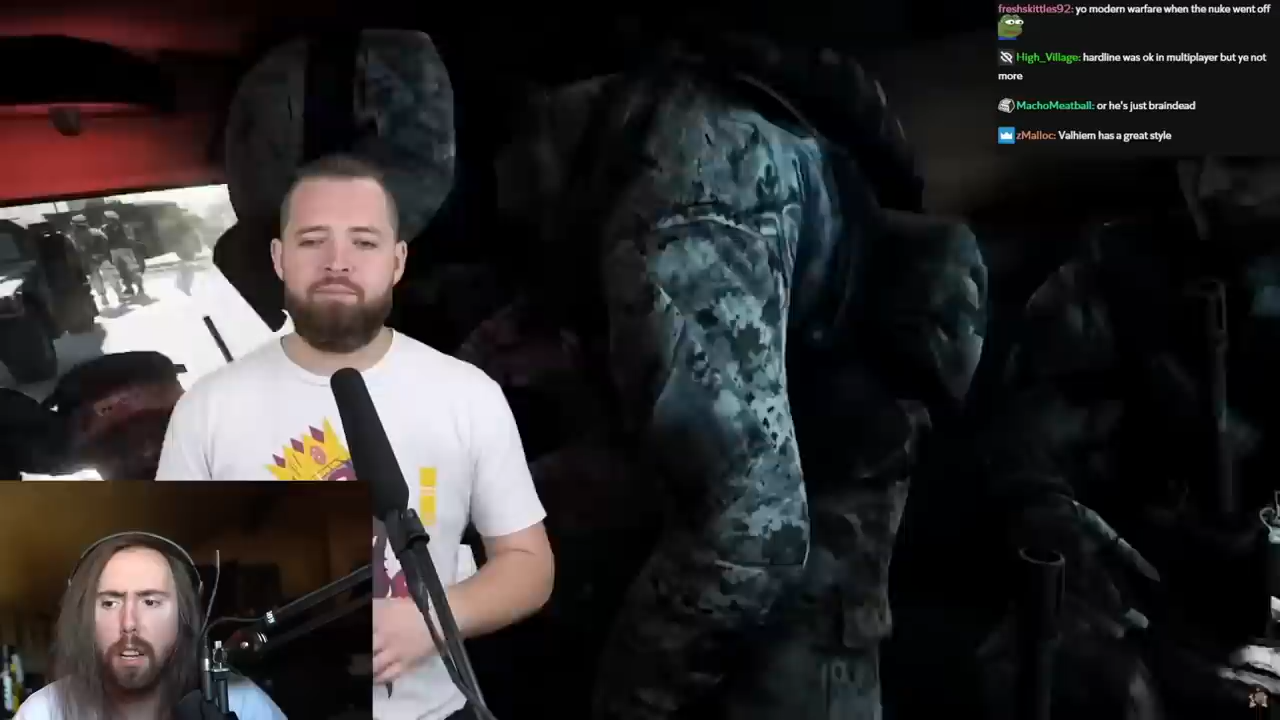 freshskittles92: yo modern warfare when the nuke went off
High_Village: hardline was ok in multiplayer but ye not
more
MachoMeatball: or he's just braindead
zMalloc: Valhiem has a great style